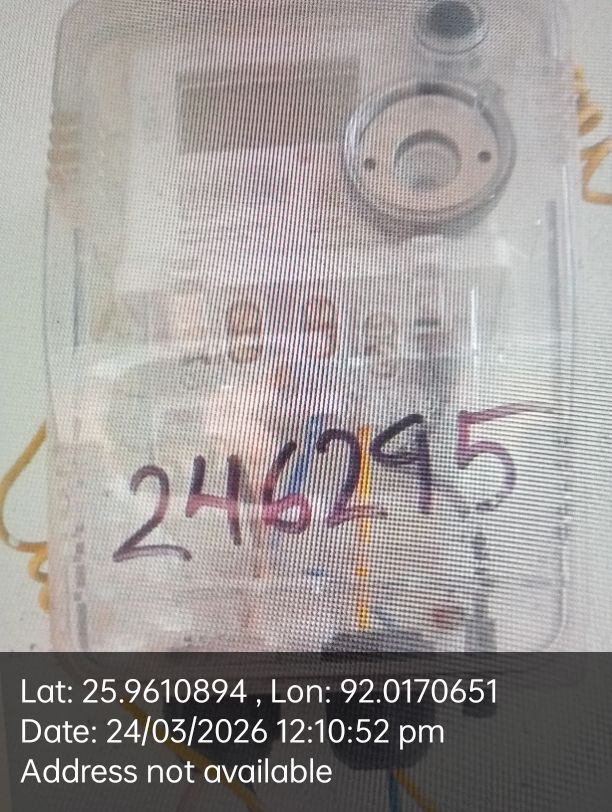 246295
Lat: 25.9610894 , Lon: 92.0170651
Date: 24/03/2026 12:10:52 pm
Address not available